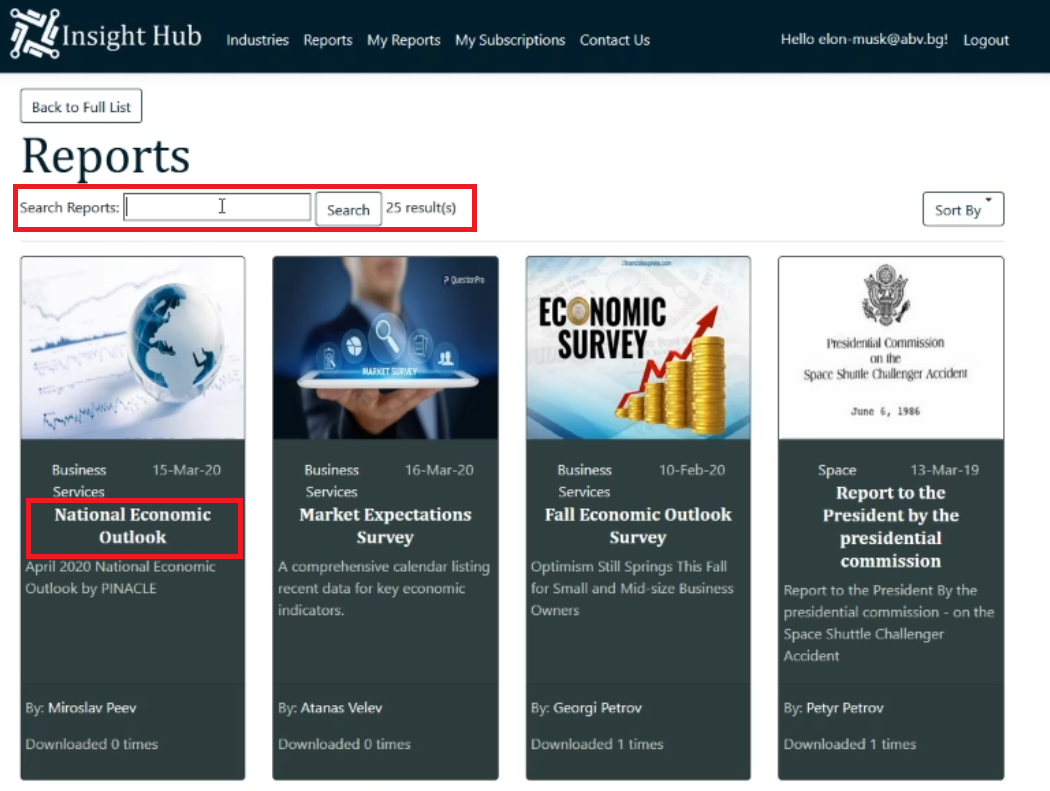 Insight Hub Industries Reports My Reports My Subscriptions Contact Us Hello elon-musk@abv.bg! Logout
Back to Full List
Reports
Search Reports: Search 25 result(s) Sort By
QuestionPro
MARKET SURVEY
ECONOMIC
SURVEY
Presidential Commission
on the
Space Shuttle Challenger Accident
June 6, 1986
Business
Services
15-Mar-20
National Economic
Outlook
April 2020 National Economic
Outlook by PINACLE
By: Miroslav Peev
Downloaded 0 times
Business
Services
16-Mar-20
Market Expectations
Survey
A comprehensive calendar listing
recent data for key economic
indicators.
By: Atanas Velev
Downloaded 0 times
Business
Services
10-Feb-20
Fall Economic Outlook
Survey
Optimism Still Springs This Fall
for Small and Mid-size Business
Owners
By: Georgi Petrov
Downloaded 1 times
Space 13-Mar-19
Report to the
President by the
presidential
commission
Report to the President By the
presidential commission - on the
Space Shuttle Challenger
Accident
By: Petyr Petrov
Downloaded 1 times